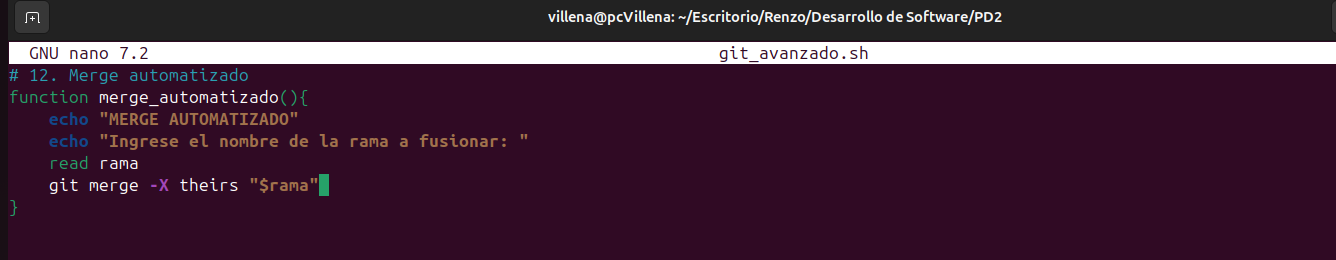 villena@pcVillena: ~/Escritorio/Renzo/Desarrollo de Software/PD2
GNU nano 7.2 git_avanzado.sh
# 12. Merge automatizado
function merge_automatizado(){
    echo "MERGE AUTOMATIZADO"
    echo "Ingrese el nombre de la rama a fusionar: "
    read rama
    git merge -X theirs "$rama"
}